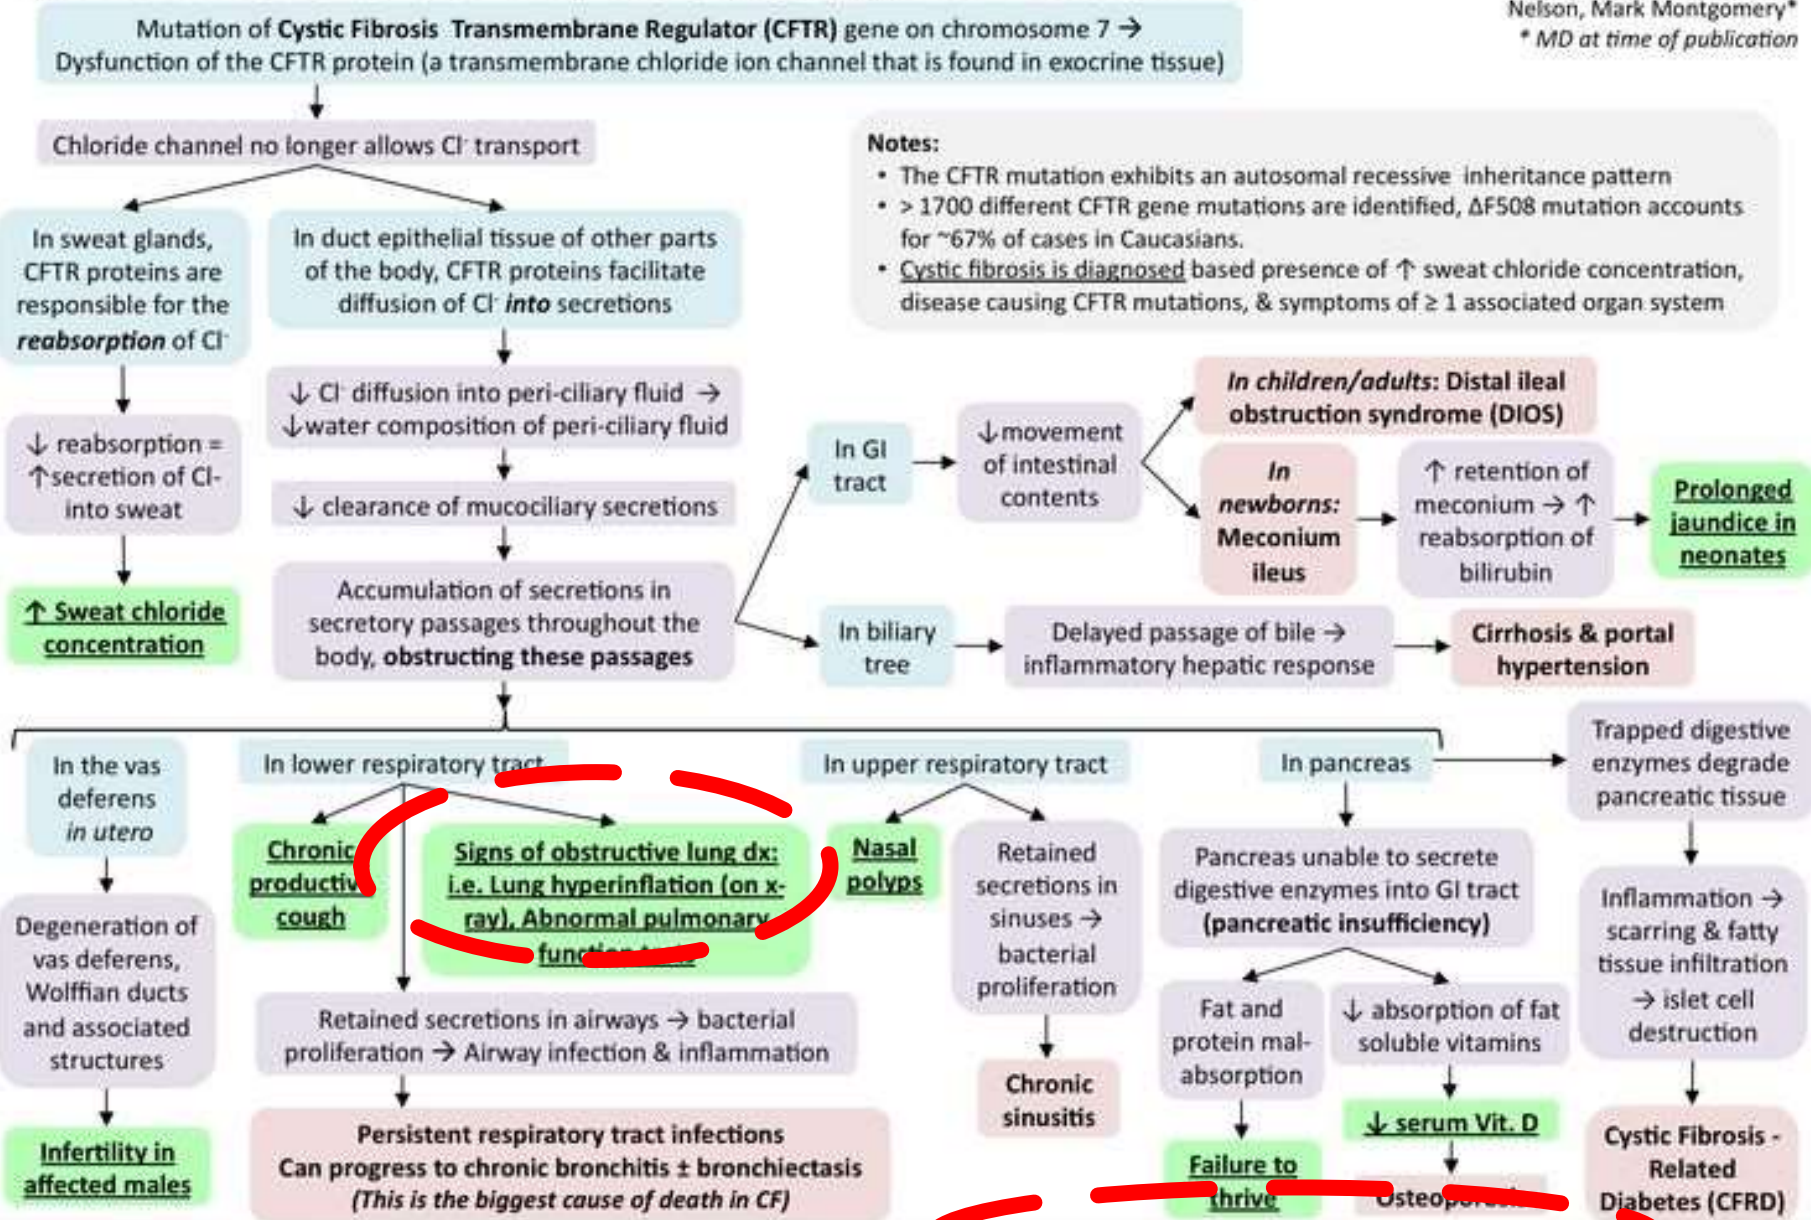 Nelson, Mark Montgomery*
* MD at time of publication
Mutation of Cystic Fibrosis Transmembrane Regulator (CFTR) gene on chromosome 7 →
Dysfunction of the CFTR protein (a transmembrane chloride ion channel that is found in exocrine tissue)
Chloride channel no longer allows Cl⁻ transport
Notes:
• The CFTR mutation exhibits an autosomal recessive inheritance pattern
• > 1700 different CFTR gene mutations are identified, ΔF508 mutation accounts
for ~67% of cases in Caucasians.
• Cystic fibrosis is diagnosed based presence of ↑ sweat chloride concentration,
disease causing CFTR mutations, & symptoms of ≥ 1 associated organ system
In sweat glands,
CFTR proteins are
responsible for the
reabsorption of Cl⁻
In duct epithelial tissue of other parts
of the body, CFTR proteins facilitate
diffusion of Cl⁻ into secretions
↓ reabsorption =
↑secretion of Cl-
into sweat
↑ Sweat chloride
concentration
↓ Cl⁻ diffusion into peri-ciliary fluid →
↓water composition of peri-ciliary fluid
↓ clearance of mucociliary secretions
Accumulation of secretions in
secretory passages throughout the
body, obstructing these passages
In GI
tract
↓movement
of intestinal
contents
In children/adults: Distal ileal
obstruction syndrome (DIOS)
In
newborns:
Meconium
ileus
↑ retention of
meconium → ↑
reabsorption of
bilirubin
Prolonged
jaundice in
neonates
In biliary
tree
Delayed passage of bile →
inflammatory hepatic response
Cirrhosis & portal
hypertension
In the vas
deferens
in utero
Degeneration of
vas deferens,
Wolffian ducts
and associated
structures
Infertility in
affected males
In lower respiratory tract
Chronic
productive
cough
Signs of obstructive lung dx:
i.e. Lung hyperinflation (on x-
ray), Abnormal pulmonary
function tests
Retained secretions in airways → bacterial
proliferation → Airway infection & inflammation
Persistent respiratory tract infections
Can progress to chronic bronchitis ± bronchiectasis
(This is the biggest cause of death in CF)
In upper respiratory tract
Nasal
polyps
Retained
secretions in
sinuses →
bacterial
proliferation
Chronic
sinusitis
In pancreas
Pancreas unable to secrete
digestive enzymes into GI tract
(pancreatic insufficiency)
Fat and
protein mal-
absorption
Failure to
thrive
↓ absorption of fat
soluble vitamins
↓ serum Vit. D
Osteoporosis
Trapped digestive
enzymes degrade
pancreatic tissue
Inflammation →
scarring & fatty
tissue infiltration
→ islet cell
destruction
Cystic Fibrosis -
Related
Diabetes (CFRD)